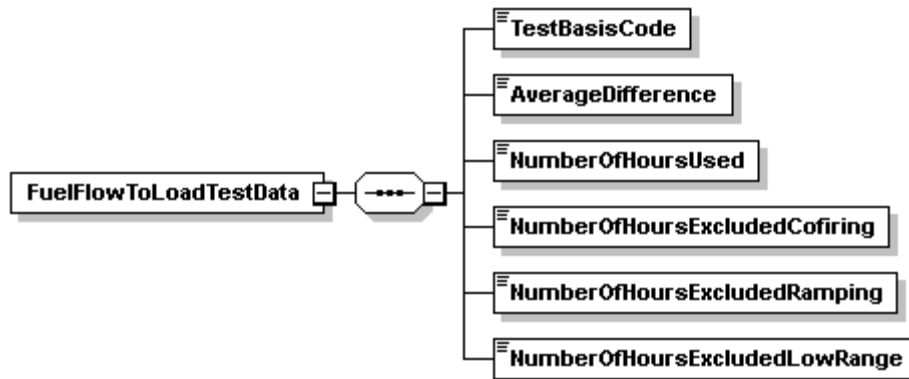 TestBasisCode
AverageDifference
NumberOfHoursUsed
FuelFlowToLoadTestData
NumberOfHoursExcludedCofiring
NumberOfHoursExcludedRamping
NumberOfHoursExcludedLowRange